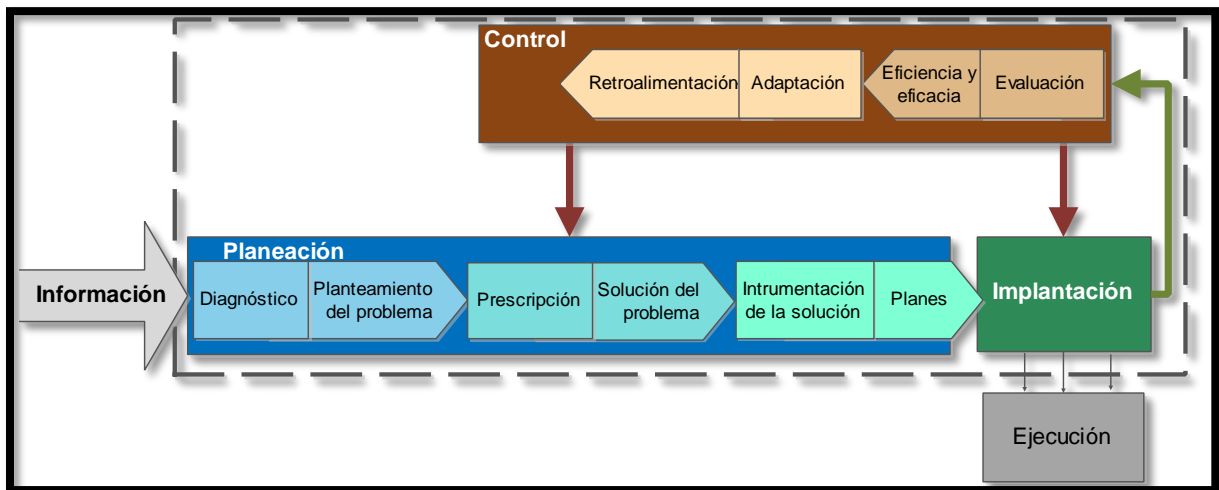 Control
Retroalimentación
Adaptación
Eficiencia y
eficacia
Evaluación
Información
Planeación
Diagnóstico
Planteamiento
del problema
Prescripción
Solución del
problema
Intrumentación
de la solución
Planes
Implantación
Ejecución